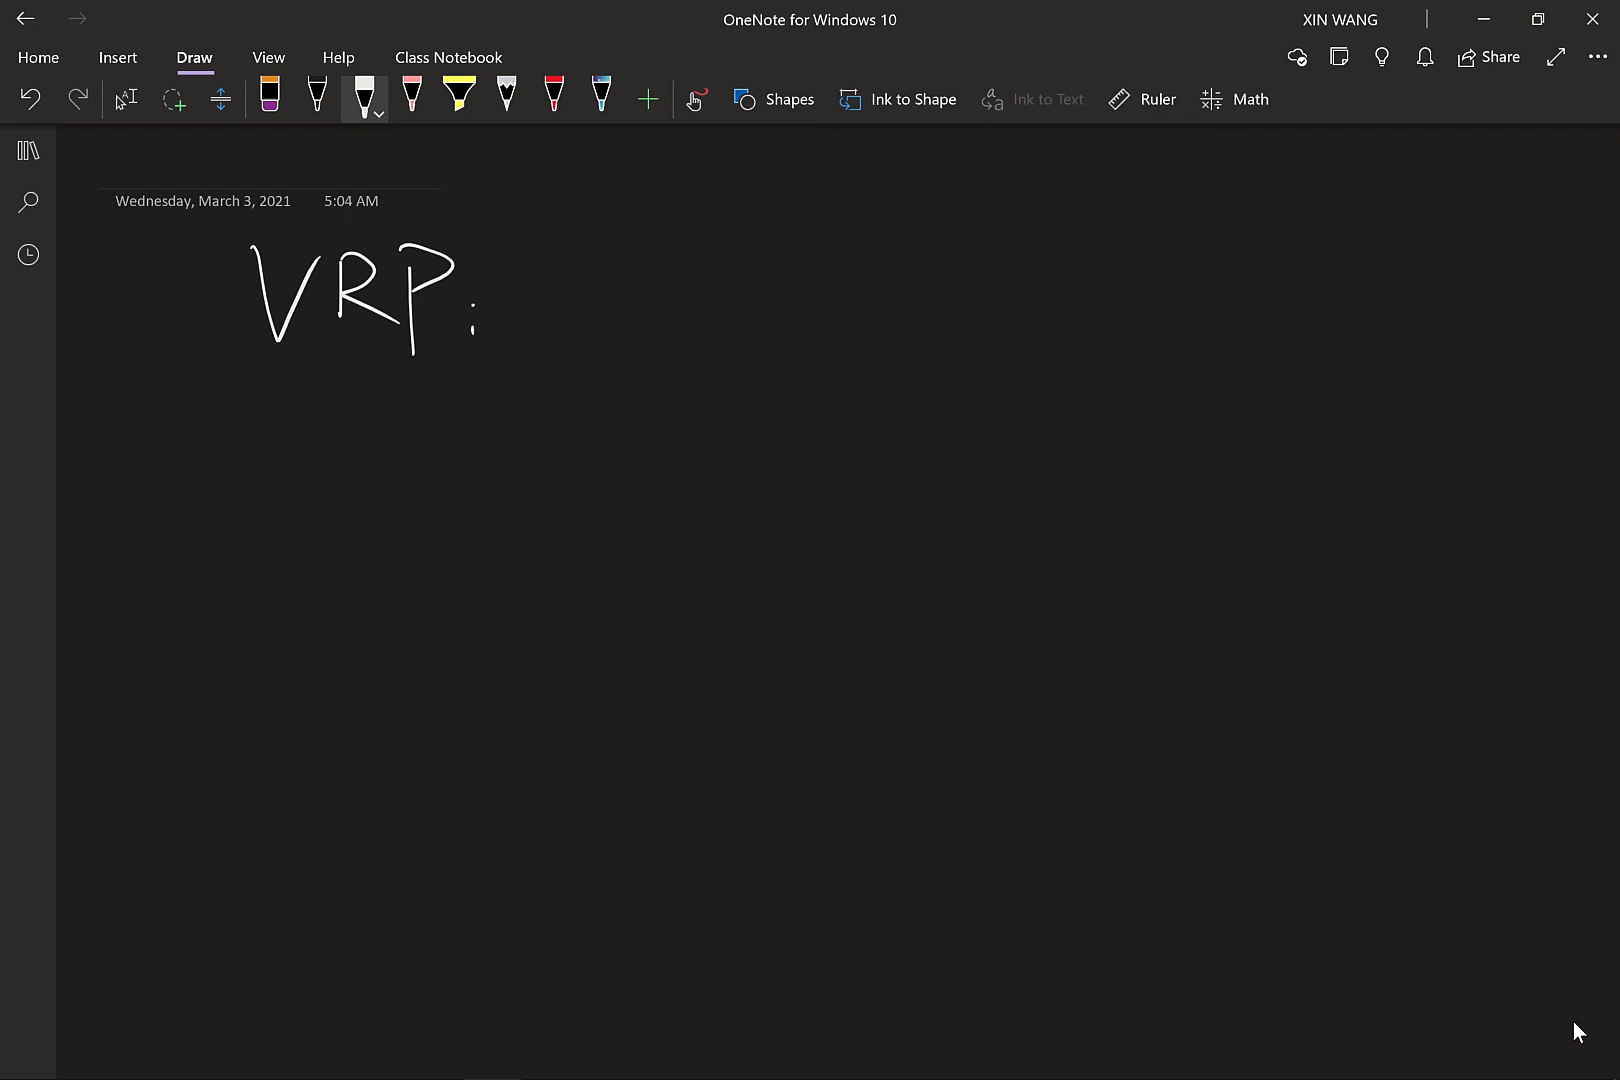 OneNote for Windows 10
XIN WANG
Home Insert Draw View Help Class Notebook
Share
Shapes Ink to Shape Ink to Text Ruler Math
Wednesday, March 3, 2021 5:04 AM
VRP: